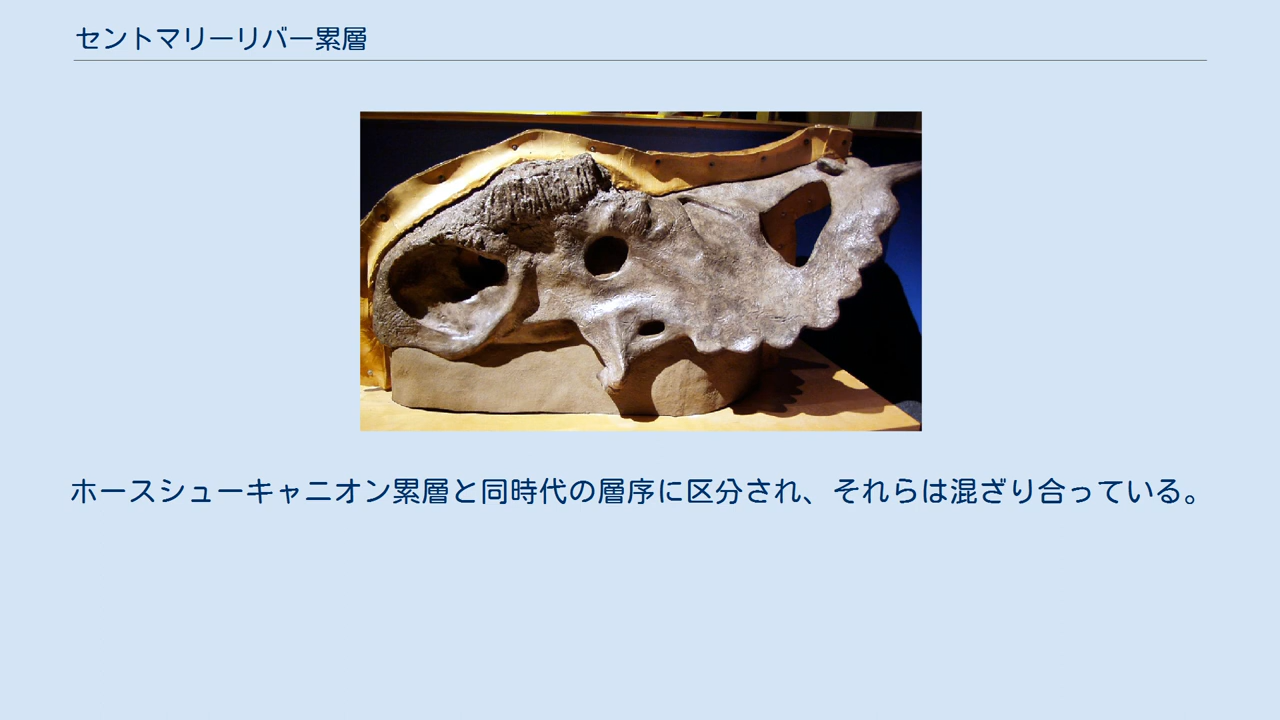 セントマリーリバー累層
ホースシューキャニオン累層と同時代の層序に区分され、それらは混ざり合っている。